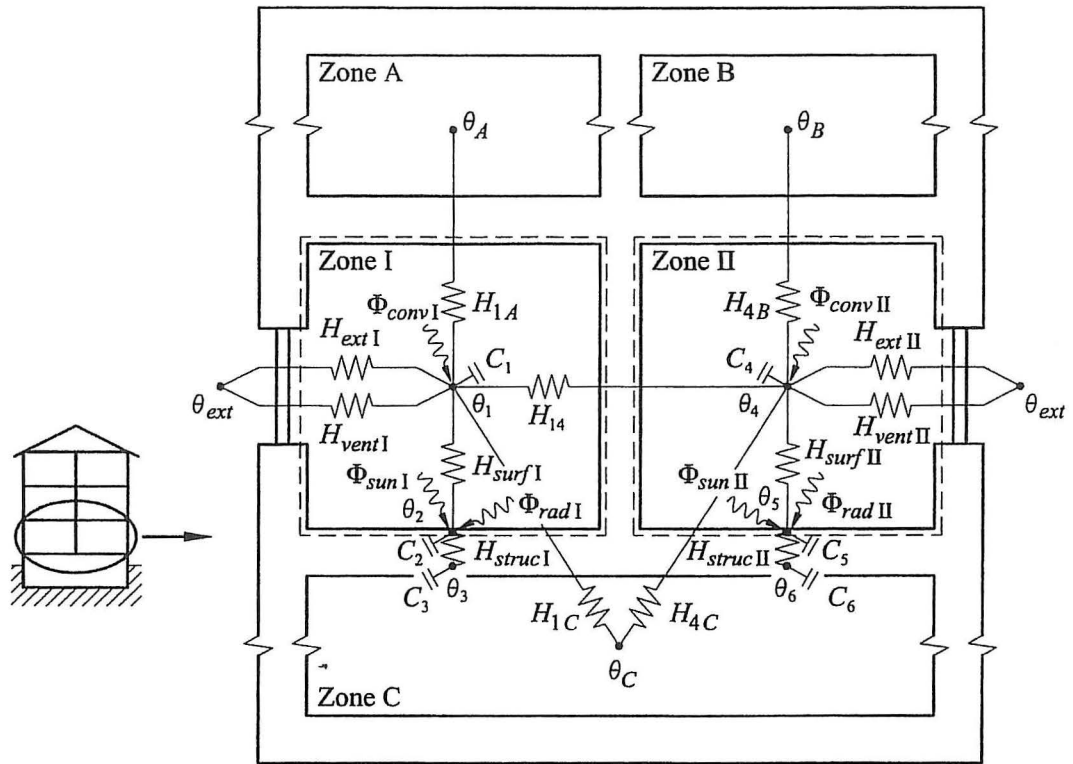 Zone A
Zone B
θ_A
θ_B
Zone I
Zone II
Φ_conv I
H_1A
H_4B
Φ_conv II
H_ext I
H_ext II
C_1
C_4
θ_ext
θ_1
H_14
θ_4
θ_ext
H_vent I
H_vent II
Φ_sun I
H_surf I
Φ_sun II
H_surf II
θ_2
Φ_rad I
θ_5
Φ_rad II
C_2
H_struc I
H_struc II
C_5
C_3
θ_3
θ_6
C_6
H_1C
H_4C
θ_C
Zone C